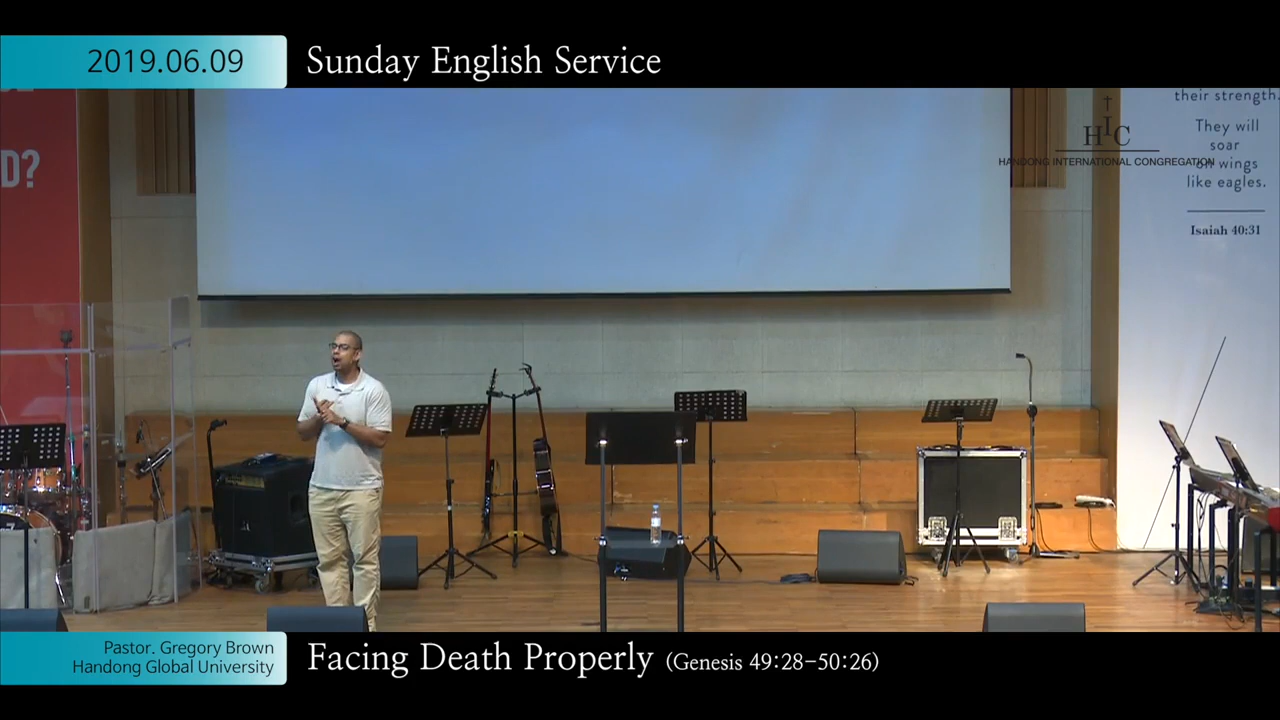 2019.06.09
Sunday English Service
D?
their strength.
They will
soar
on wings
like eagles.
Isaiah 40:31
HIC
HANDONG INTERNATIONAL CONGREGATION
Pastor. Gregory Brown
Handong Global University
Facing Death Properly (Genesis 49:28-50:26)